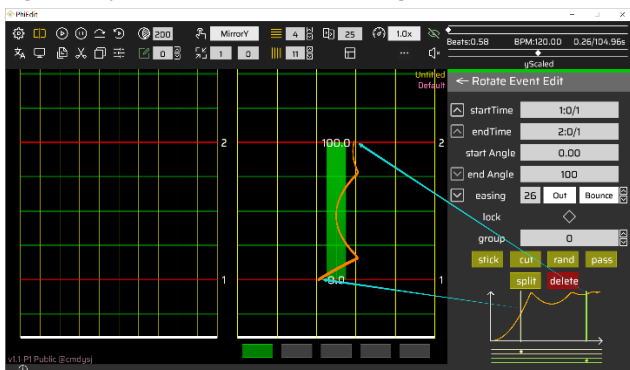 PhiEdit
200
MirrorY
4
25
1.0x
0
1
0
11
Beats:0.58 BPM:120.00 0.26/104.96s
yScaled
Untitled
Default
Rotate Event Edit
startTime 1:0/1
endTime 2:0/1
start Angle 0.00
end Angle 100
easing 26 Out Bounce
lock
group 0
stick cut rand pass
split delete
2
100.0
2
1
0.0
1
v1.1-P1 Public @cmdysj